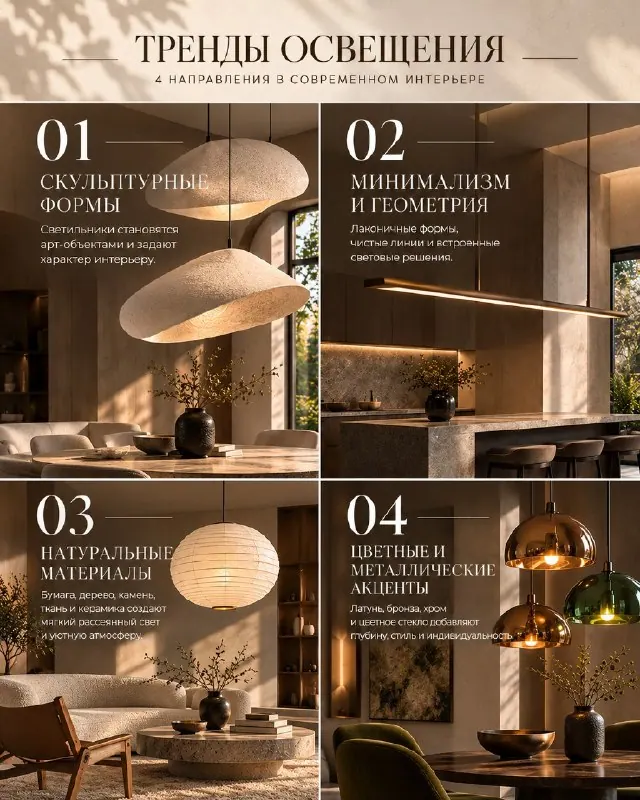 ТРЕНДЫ ОСВЕЩЕНИЯ
4 НАПРАВЛЕНИЯ В СОВРЕМЕННОМ ИНТЕРЬЕРЕ
01
СКУЛЬПТУРНЫЕ
ФОРМЫ
Светильники становятся
арт-объектами и задают
характер интерьеру.
02
МИНИМАЛИЗМ
И ГЕОМЕТРИЯ
Лаконичные формы,
чистые линии и встроенные
световые решения.
03
НАТУРАЛЬНЫЕ
МАТЕРИАЛЫ
Бумага, дерево, камень,
ткань и керамика создают
мягкий рассеянный свет
и уютную атмосферу.
04
ЦВЕТНЫЕ И
МЕТАЛЛИЧЕСКИЕ
АКЦЕНТЫ
Латунь, бронза, хром
и цветное стекло добавляют
глубину, стиль и индивидуальность.